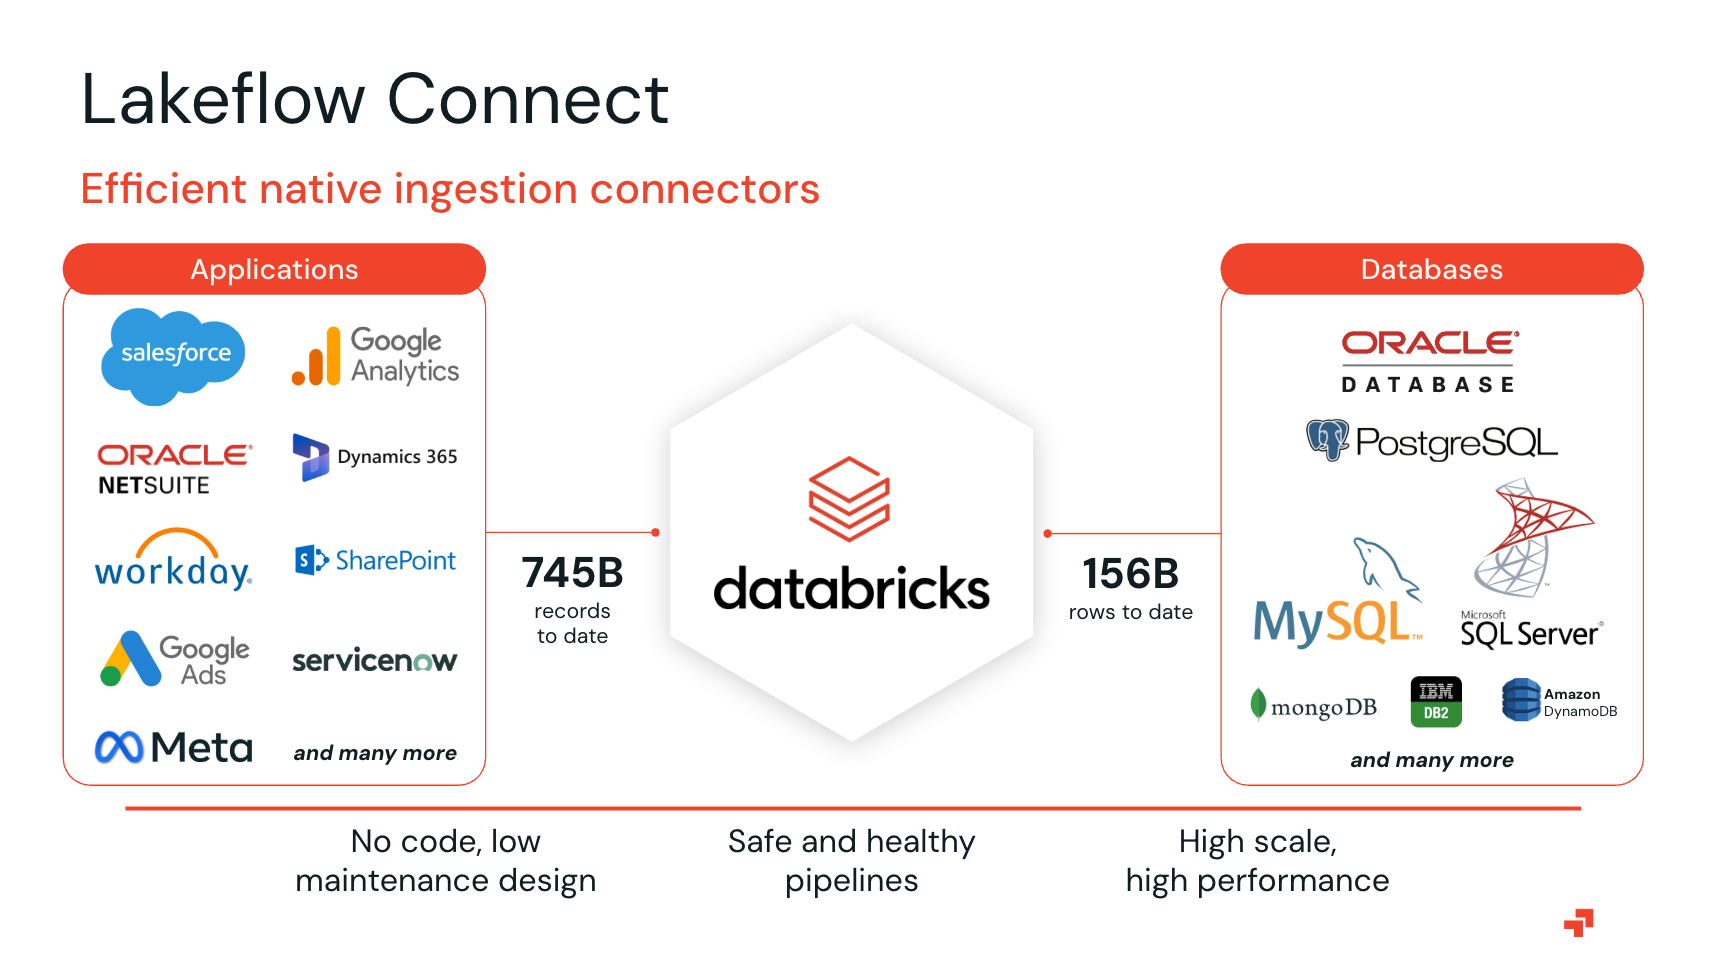 Lakeflow Connect
Efficient native ingestion connectors
Applications
salesforce
Google
Analytics
ORACLE®
NETSUITE
Dynamics 365
workday®
SharePoint
Google
Ads
servicenow
Meta
and many more
745B
records
to date
databricks
156B
rows to date
Databases
ORACLE®
DATABASE
PostgreSQL
MySQL™
Microsoft
SQL Server®
mongoDB
IBM
DB2
Amazon
DynamoDB
and many more
No code, low
maintenance design
Safe and healthy
pipelines
High scale,
high performance